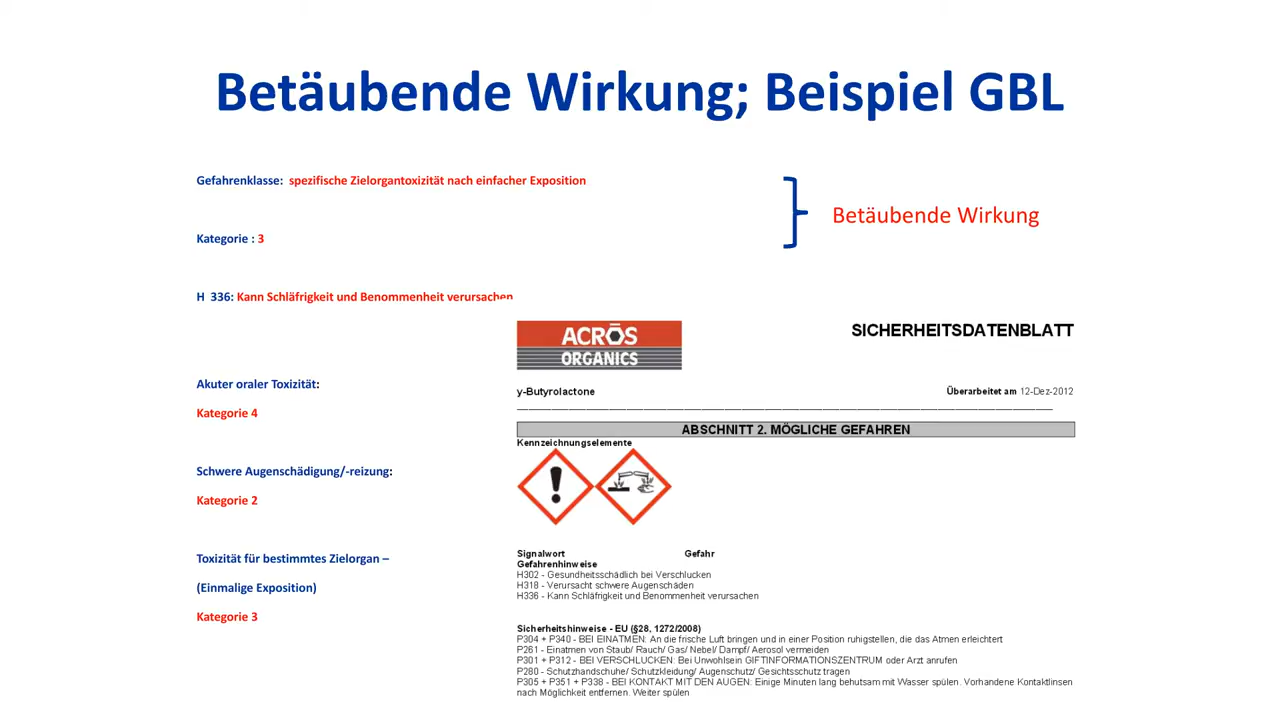 Betäubende Wirkung; Beispiel GBL
Gefahrenklasse: spezifische Zielorgantoxizität nach einfacher Exposition
Betäubende Wirkung
Kategorie : 3
H 336: Kann Schläfrigkeit und Benommenheit verursachen
ACRŌS
ORGANICS
SICHERHEITSDATENBLATT
y-Butyrolactone
Überarbeitet am 12-Dez-2012
ABSCHNITT 2. MÖGLICHE GEFAHREN
Kennzeichnungselemente
Akuter oraler Toxizität:
Kategorie 4
Schwere Augenschädigung/-reizung:
Kategorie 2
Toxizität für bestimmtes Zielorgan –
(Einmalige Exposition)
Kategorie 3
Signalwort Gefahr
Gefahrenhinweise
H302 - Gesundheitsschädlich bei Verschlucken
H318 - Verursacht schwere Augenschäden
H336 - Kann Schläfrigkeit und Benommenheit verursachen
Sicherheitshinweise - EU (§28, 1272/2008)
P304 + P340 - BEI EINATMEN: An die frische Luft bringen und in einer Position ruhigstellen, die das Atmen erleichtert
P261 - Einatmen von Staub/ Rauch/ Gas/ Nebel/ Dampf/ Aerosol vermeiden
P301 + P312 - BEI VERSCHLUCKEN: Bei Unwohlsein GIFTINFORMATIONSZENTRUM oder Arzt anrufen
P280 - Schutzhandschuhe/ Schutzkleidung/ Augenschutz/ Gesichtsschutz tragen
P305 + P351 + P338 - BEI KONTAKT MIT DEN AUGEN: Einige Minuten lang behutsam mit Wasser spülen. Vorhandene Kontaktlinsen
nach Möglichkeit entfernen. Weiter spülen